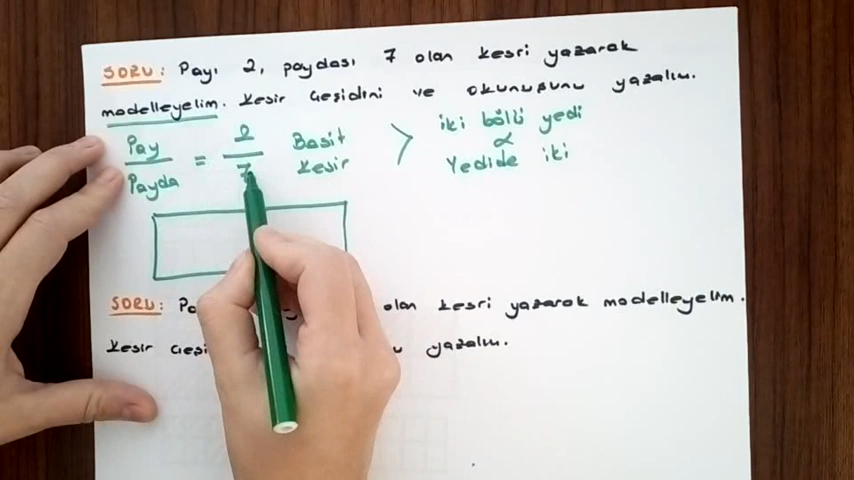 SORU: Payı 2, paydası 7 olan kesri yazarak
modelleyelim. Kesir çeşidini ve okunuşunu yazalım.
Pay
Payda
=
2
7
Basit
Kesir
>
iki bölü yedi
Yedide iki
SORU: olan kesri yazarak modelleyelim.
Kesir yazalım.